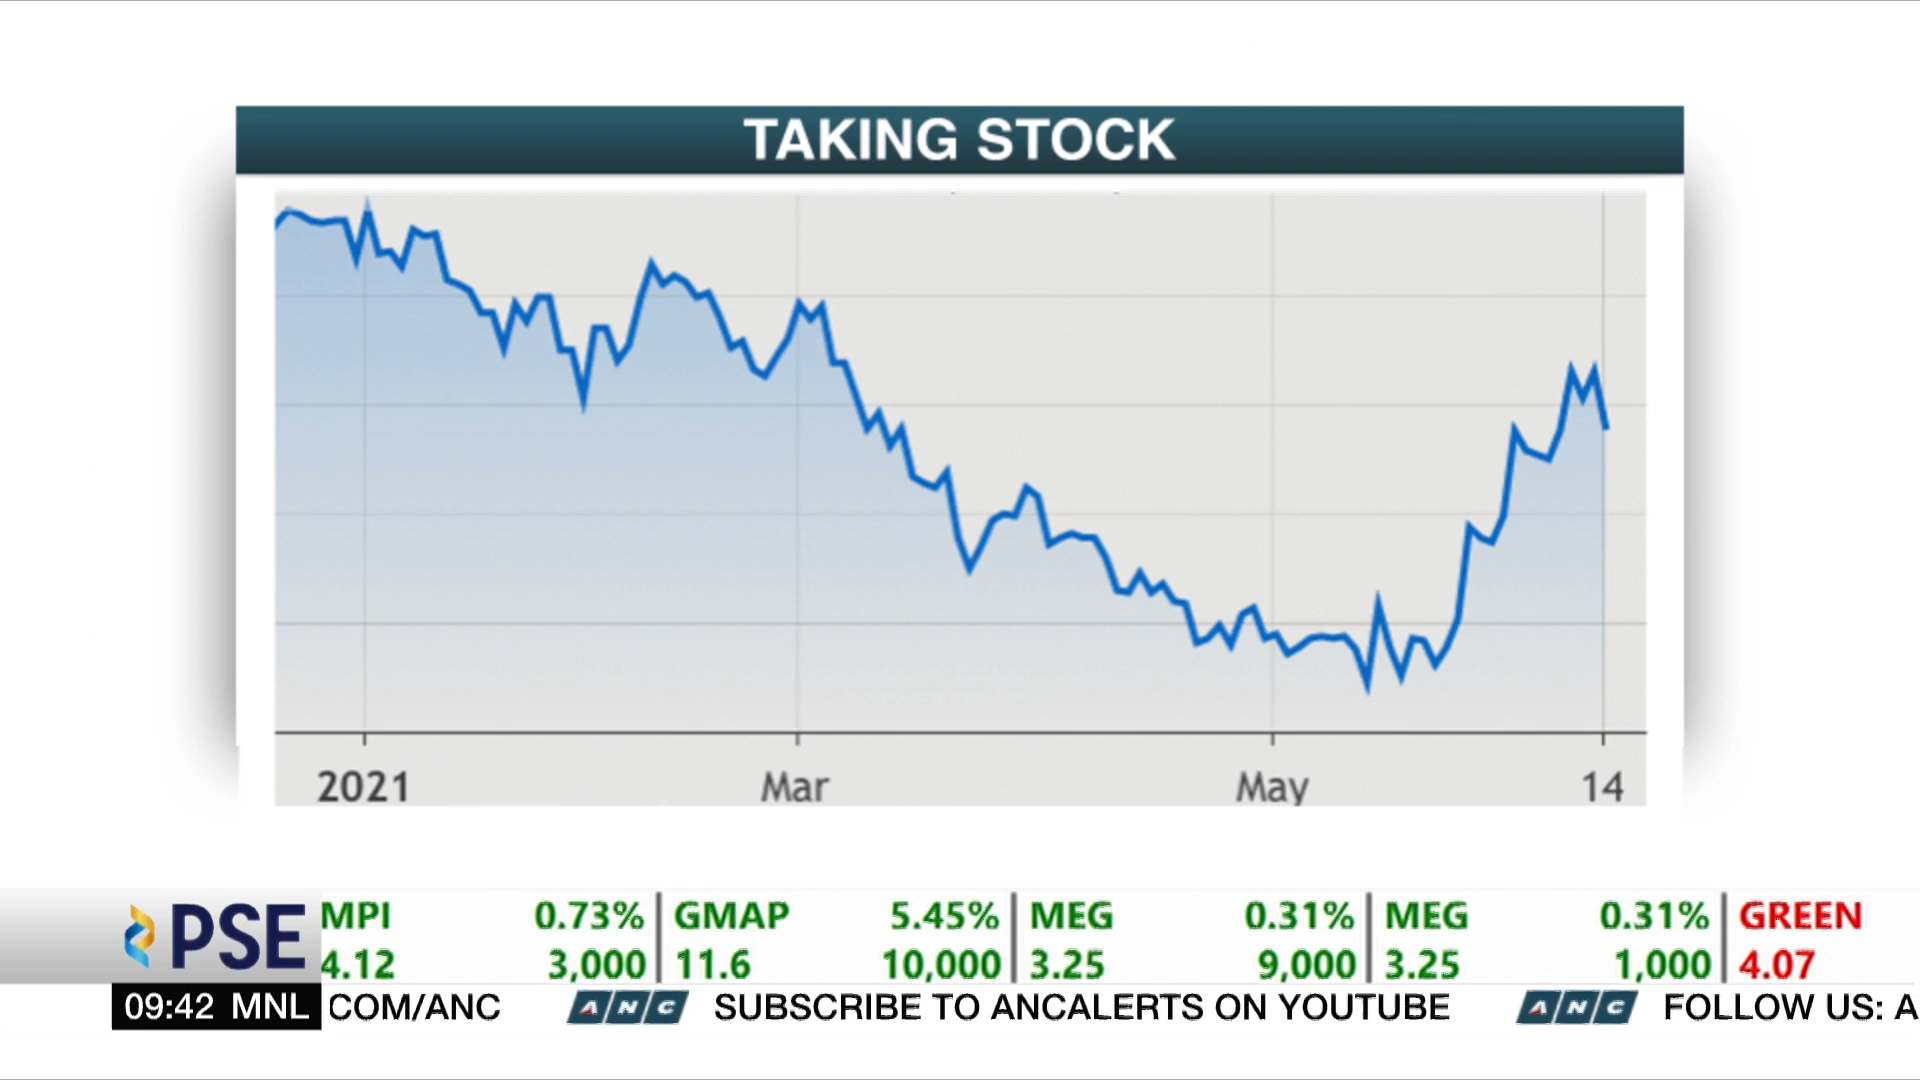 TAKING STOCK
2021 Mar May 14
PSE
MPI 0.73% GMAP 5.45% MEG 0.31% MEG 0.31% GREEN
4.12 3,000 11.6 10,000 3.25 9,000 3.25 1,000 4.07
09:42 MNL COM/ANC ANC SUBSCRIBE TO ANCALERTS ON YOUTUBE ANC FOLLOW US: A